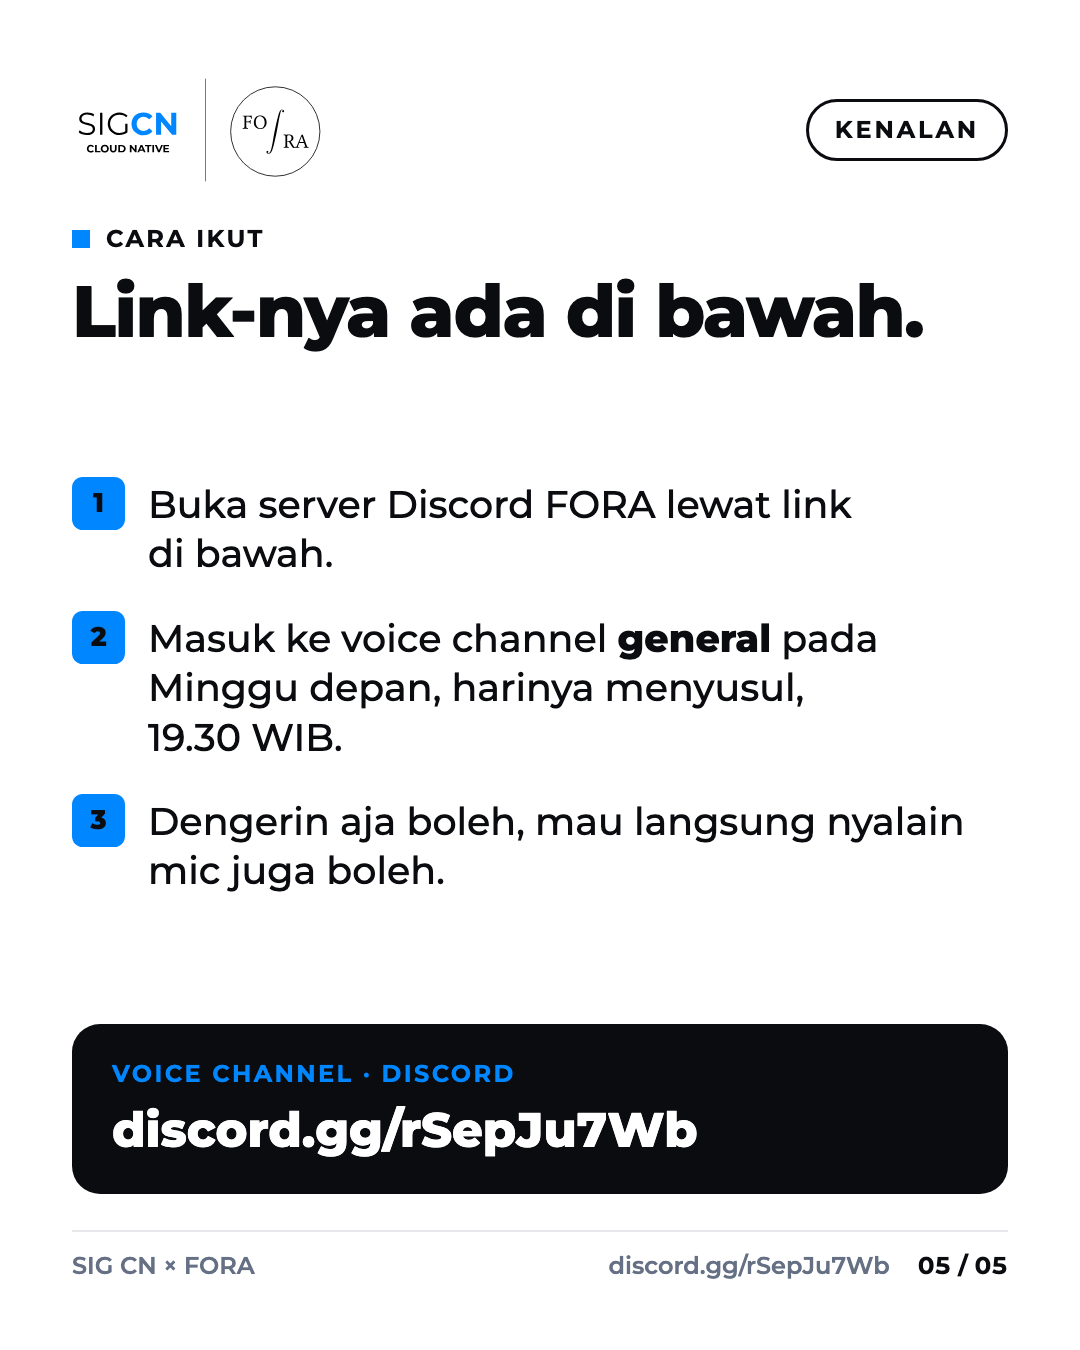 SIGCN
CLOUD NATIVE
FO
RA
KENALAN
CARA IKUT
Link-nya ada di bawah.
1 Buka server Discord FORA lewat link
di bawah.
2 Masuk ke voice channel general pada
Minggu depan, harinya menyusul,
19.30 WIB.
3 Dengerin aja boleh, mau langsung nyalain
mic juga boleh.
VOICE CHANNEL · DISCORD
discord.gg/rSepJu7Wb
SIG CN × FORA
discord.gg/rSepJu7Wb 05 / 05